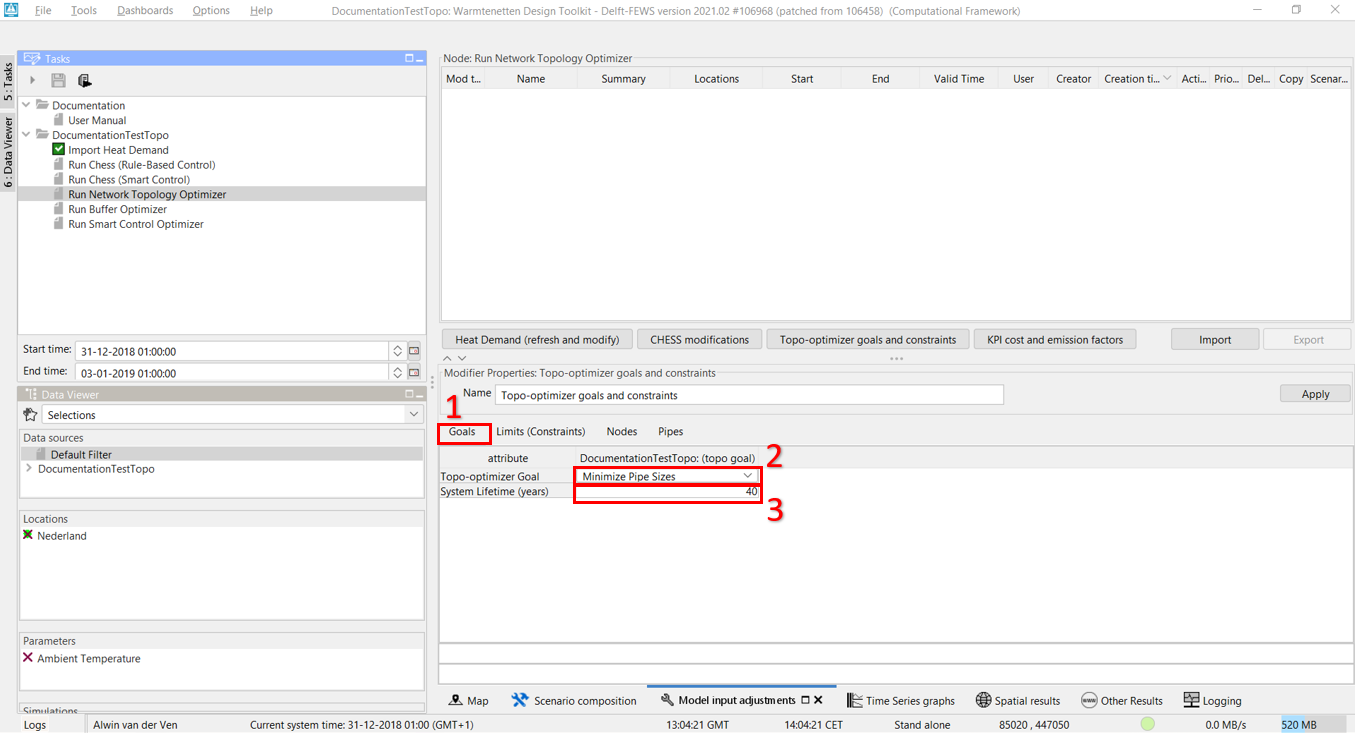 File Tools Dashboards Options Help DocumentationTestTopo: Warmtenetten Design Toolkit - Delft-FEWS version 2021.02 #106968 (patched from 106458) (Computational Framework)
5: Tasks
6: Data Viewer
Tasks
Documentation
User Manual
DocumentationTestTopo
Import Heat Demand
Run Chess (Rule-Based Control)
Run Chess (Smart Control)
Run Network Topology Optimizer
Run Buffer Optimizer
Run Smart Control Optimizer
Start time: 31-12-2018 01:00:00
End time: 03-01-2019 01:00:00
Data Viewer
Selections
Data sources
Default Filter
DocumentationTestTopo
Locations
Nederland
Parameters
Ambient Temperature
Simulations
Node: Run Network Topology Optimizer
Mod t... Name Summary Locations Start End Valid Time User Creator Creation ti... Acti... Prio... Del... Copy Scenar...
Heat Demand (refresh and modify) CHESS modifications Topo-optimizer goals and constraints KPI cost and emission factors Import Export
Modifier Properties: Topo-optimizer goals and constraints
Name Topo-optimizer goals and constraints Apply
1
Goals Limits (Constraints) Nodes Pipes
attribute DocumentationTestTopo: (topo goal)
2
Topo-optimizer Goal Minimize Pipe Sizes
System Lifetime (years) 40
3
Map Scenario composition Model input adjustments Time Series graphs Spatial results Other Results Logging
Logs Alwin van der Ven Current system time: 31-12-2018 01:00 (GMT+1) 13:04:21 GMT 14:04:21 CET Stand alone 85020 , 447050 0.0 MB/s 520 MB